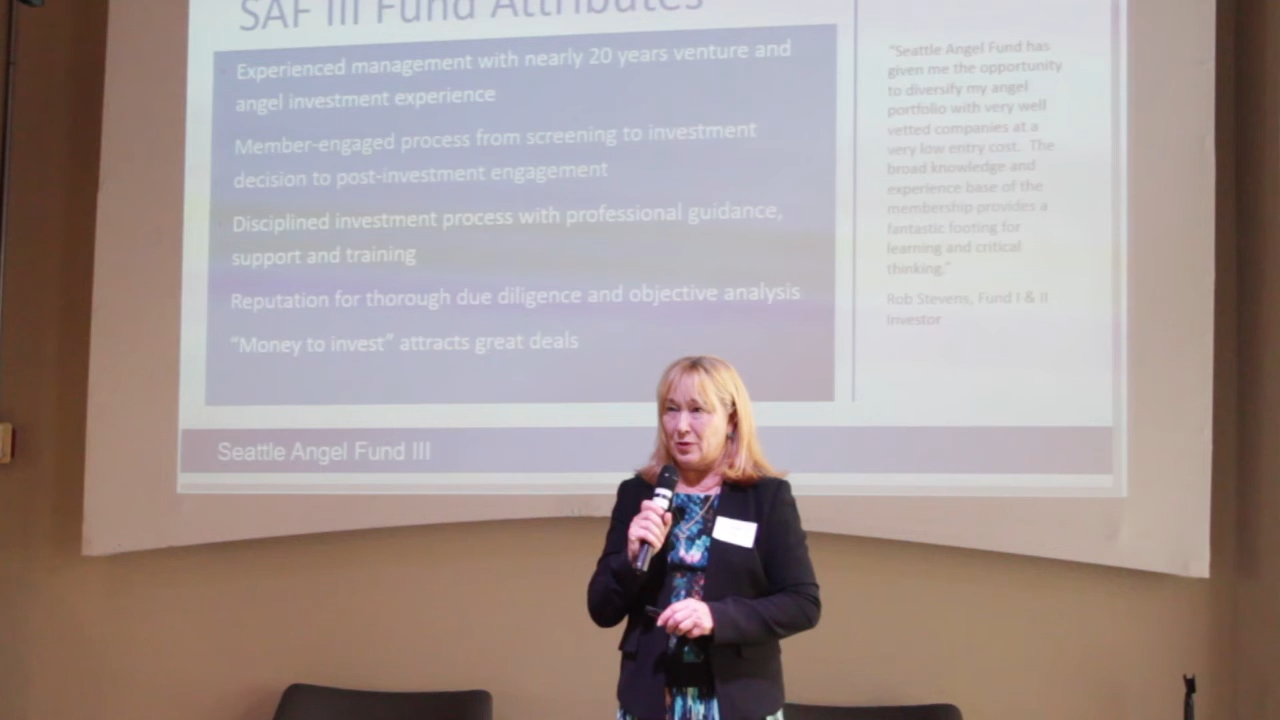 SAF III Fund Attributes
Experienced management with nearly 20 years venture and
angel investment experience
Member-engaged process from screening to investment
decision to post-investment engagement
Disciplined investment process with professional guidance,
support and training
Reputation for thorough due diligence and objective analysis
"Money to invest" attracts great deals
"Seattle Angel Fund has
given me the opportunity
to diversify my angel
portfolio with very well
vetted companies at a
very low entry cost. The
broad knowledge and
experience base of the
membership provides a
fantastic footing for
learning and critical
thinking."
Rob Stevens, Fund I & II
Investor
Seattle Angel Fund III